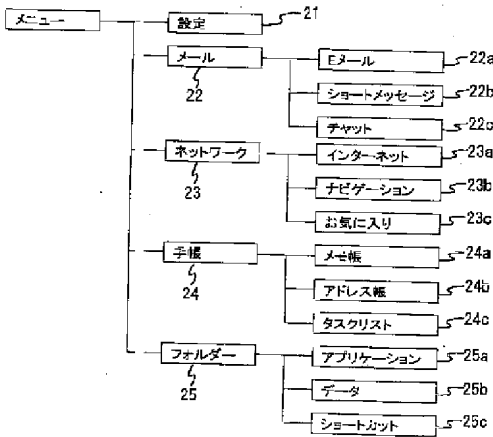 メニュー
設定 21
メール 22
Eメール 22a
ショートメッセージ 22b
チャット 22c
ネットワーク 23
インターネット 23a
ナビゲーション 23b
お気に入り 23c
手帳 24
メモ帳 24a
アドレス帳 24b
タスクリスト 24c
フォルダー 25
アプリケーション 25a
データ 25b
ショートカット 25c